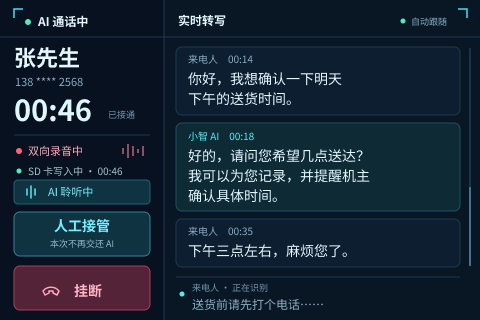 AI 通话中
张先生
138 **** 2568
00:46 已接通
双向录音中
SD 卡写入中 · 00:46
AI 聆听中
人工接管
本次不再交还 AI
挂断
实时转写
自动跟随
来电人 00:14
你好，我想确认一下明天
下午的送货时间。
小智 AI 00:18
好的，请问您希望几点送达？
我可以为您记录，并提醒机主
确认具体时间。
来电人 00:35
下午三点左右，麻烦您了。
来电人 · 正在识别
送货前请先打个电话……